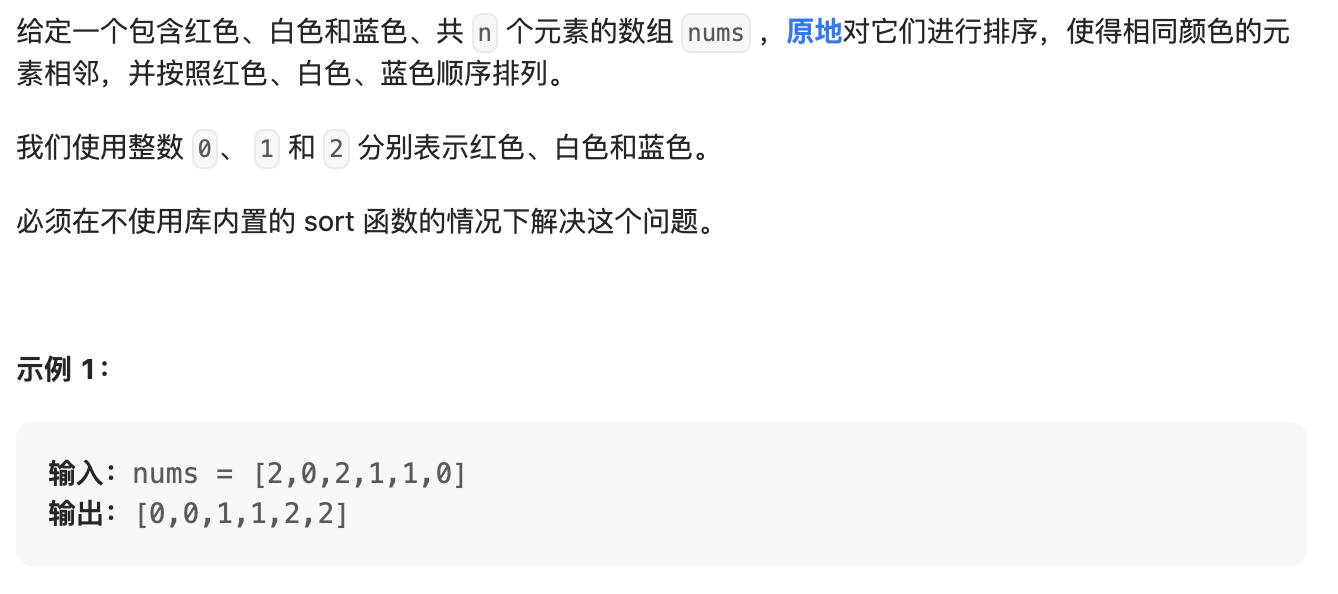 给定一个包含红色、白色和蓝色、共 n 个元素的数组 nums ，原地对它们进行排序，使得相同颜色的元
素相邻，并按照红色、白色、蓝色顺序排列。
我们使用整数 0、 1 和 2 分别表示红色、白色和蓝色。
必须在不使用库内置的 sort 函数的情况下解决这个问题。
示例 1：
输入：nums = [2,0,2,1,1,0]
输出：[0,0,1,1,2,2]